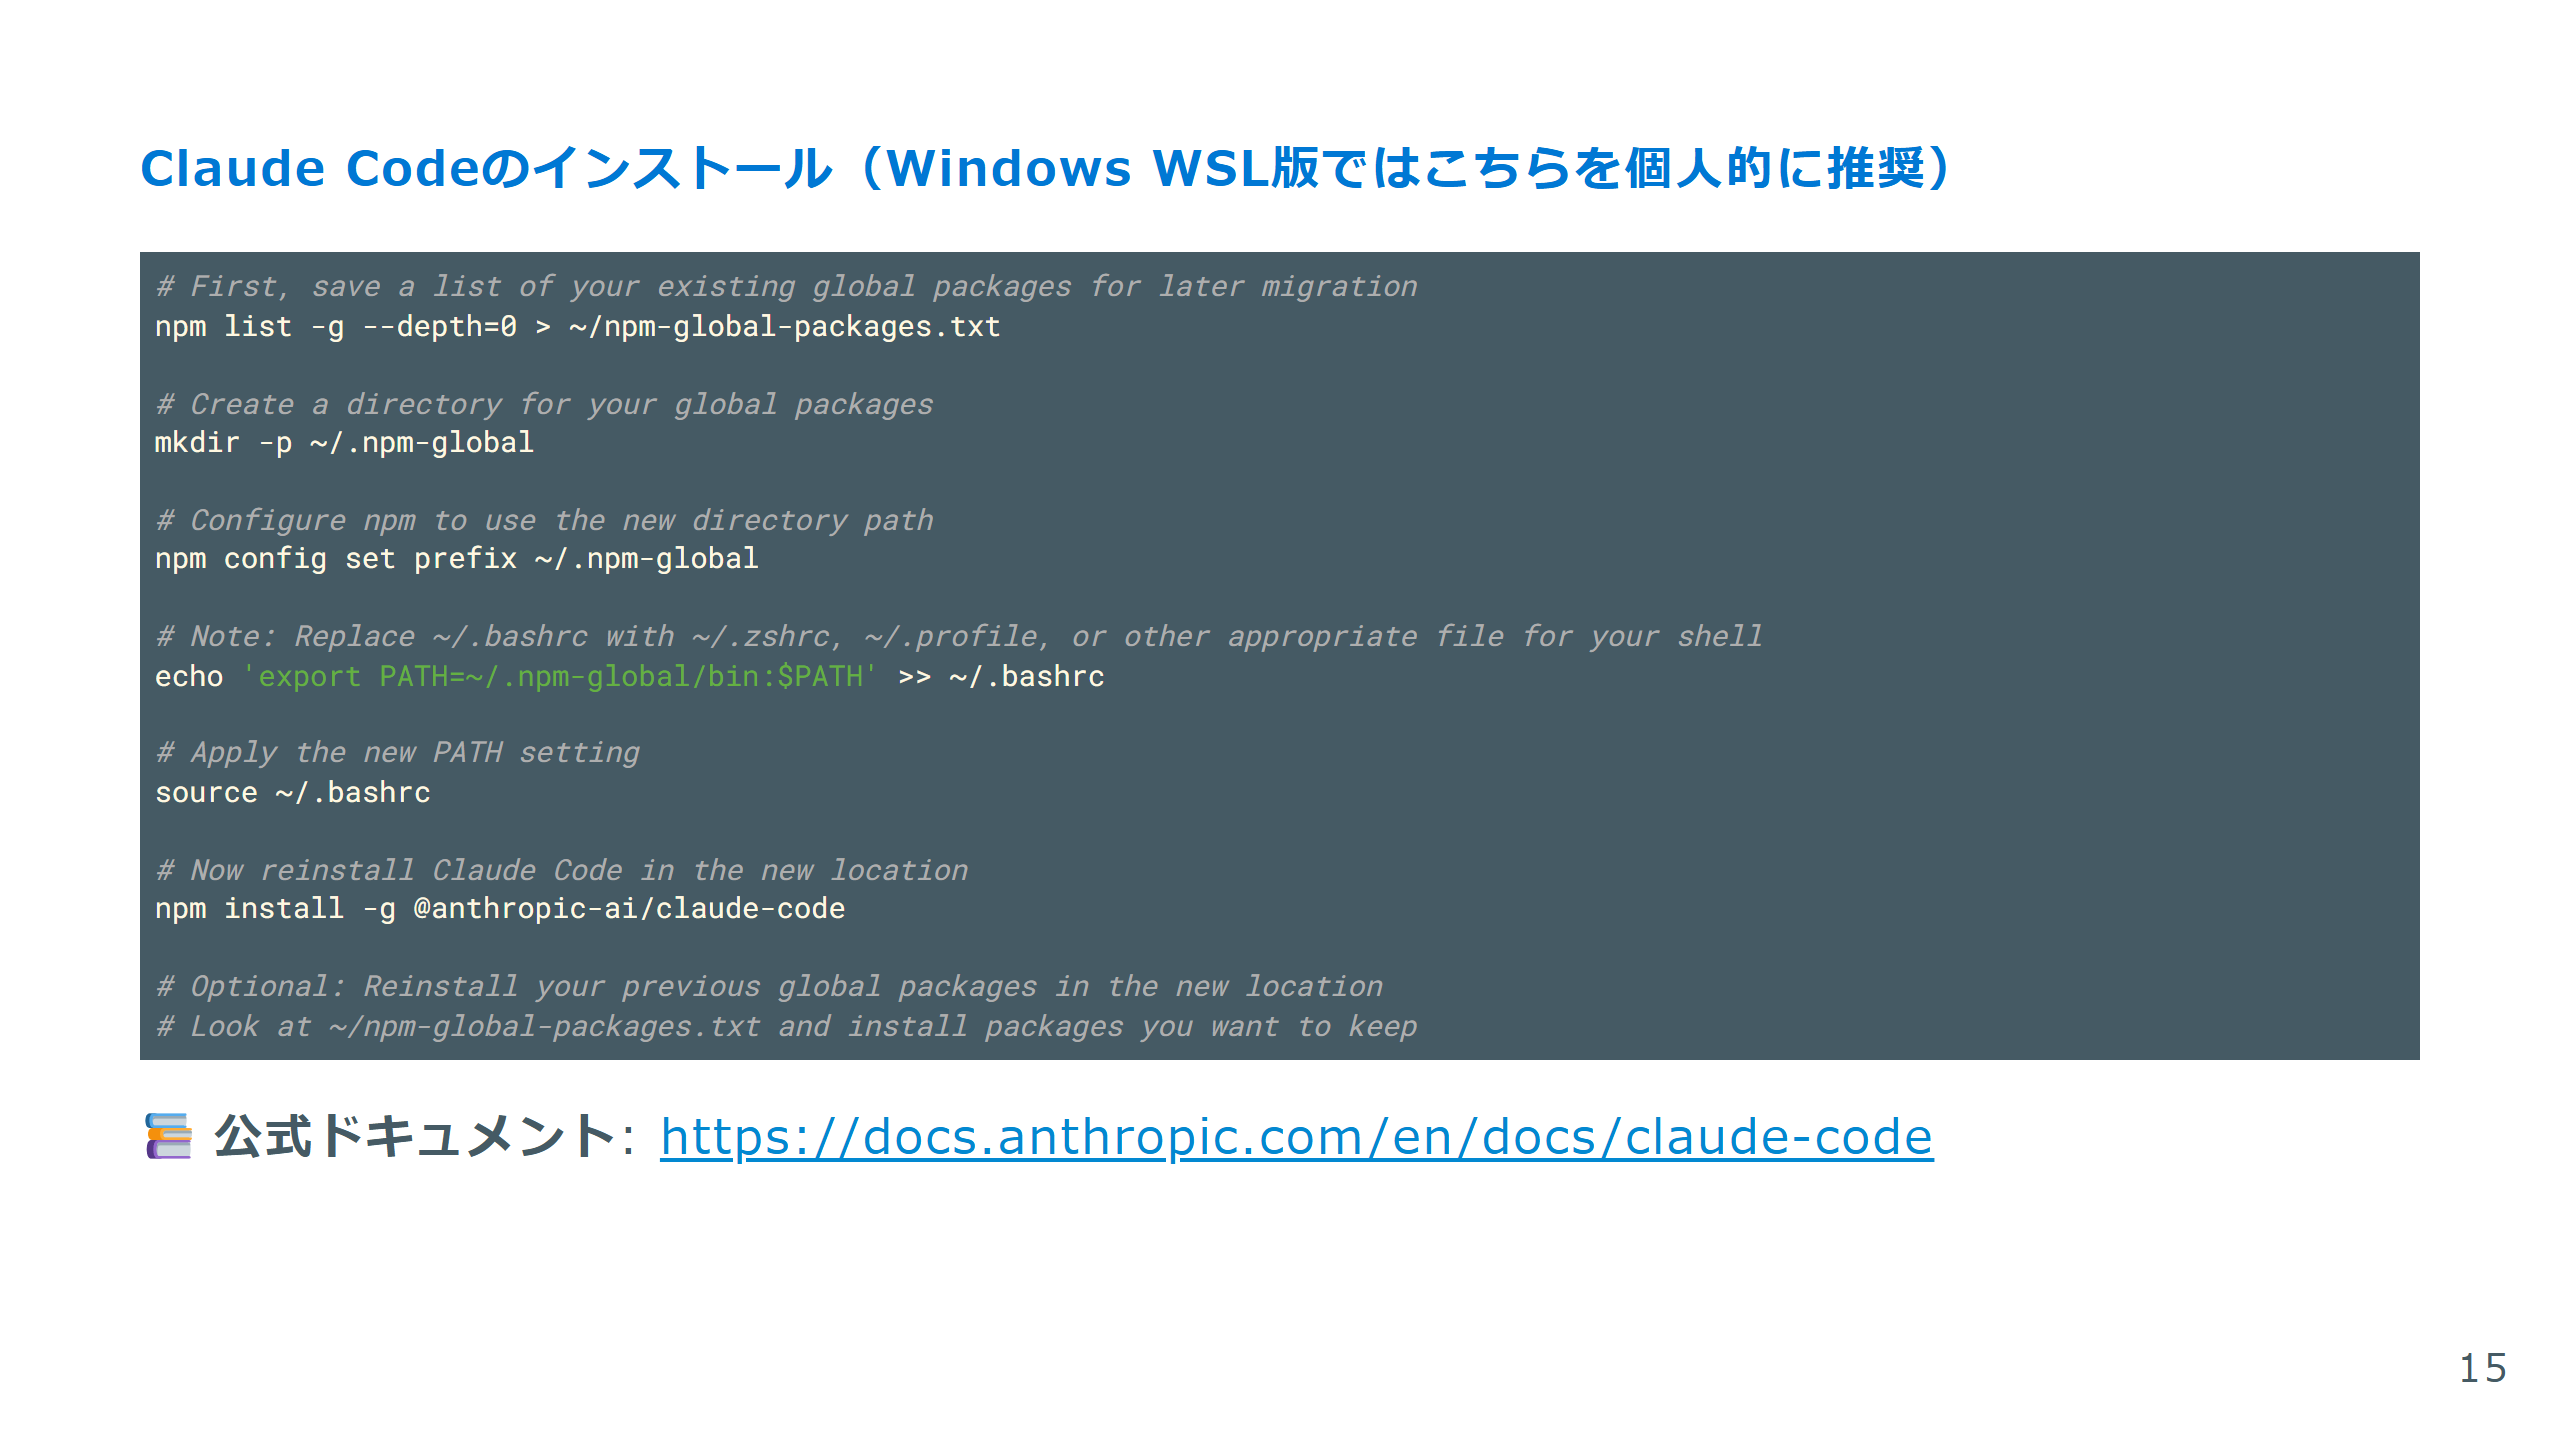 Claude Codeのインストール（Windows WSL版ではこちらを個人的に推奨）
# First, save a list of your existing global packages for later migration
npm list -g --depth=0 > ~/npm-global-packages.txt
# Create a directory for your global packages
mkdir -p ~/.npm-global
# Configure npm to use the new directory path
npm config set prefix ~/.npm-global
# Note: Replace ~/.bashrc with ~/.zshrc, ~/.profile, or other appropriate file for your shell
echo 'export PATH=~/.npm-global/bin:$PATH' >> ~/.bashrc
# Apply the new PATH setting
source ~/.bashrc
# Now reinstall Claude Code in the new location
npm install -g @anthropic-ai/claude-code
# Optional: Reinstall your previous global packages in the new location
# Look at ~/npm-global-packages.txt and install packages you want to keep
📚 公式ドキュメント: https://docs.anthropic.com/en/docs/claude-code
15